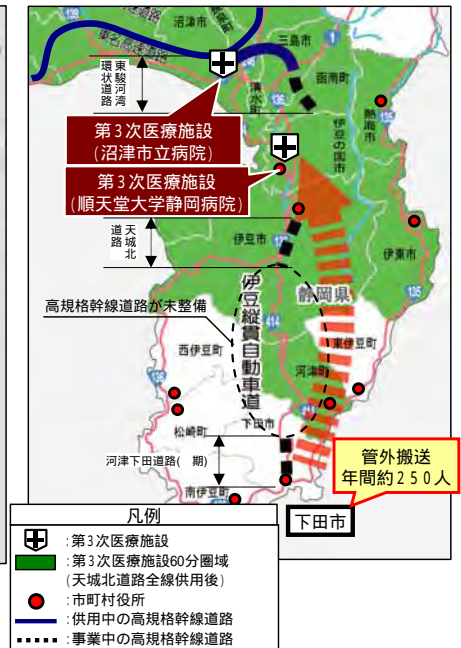 沼津市
三島市
函南町
熱海市
清水町
伊豆の国市
東駿河湾
環状道路
第3次医療施設
(沼津市立病院)
第3次医療施設
(順天堂大学静岡病院)
天城北
道路
伊豆市
伊東市
静岡県
高規格幹線道路が未整備
伊豆縦貫自動車道
西伊豆町
東伊豆町
河津町
松崎町
下田市
河津下田道路( 期)
南伊豆町
管外搬送
年間約250人
下田市
1
136
135
135
414
136
凡例
:第3次医療施設
:第3次医療施設60分圏域
(天城北道路全線供用後)
:市町村役所
:供用中の高規格幹線道路
:事業中の高規格幹線道路